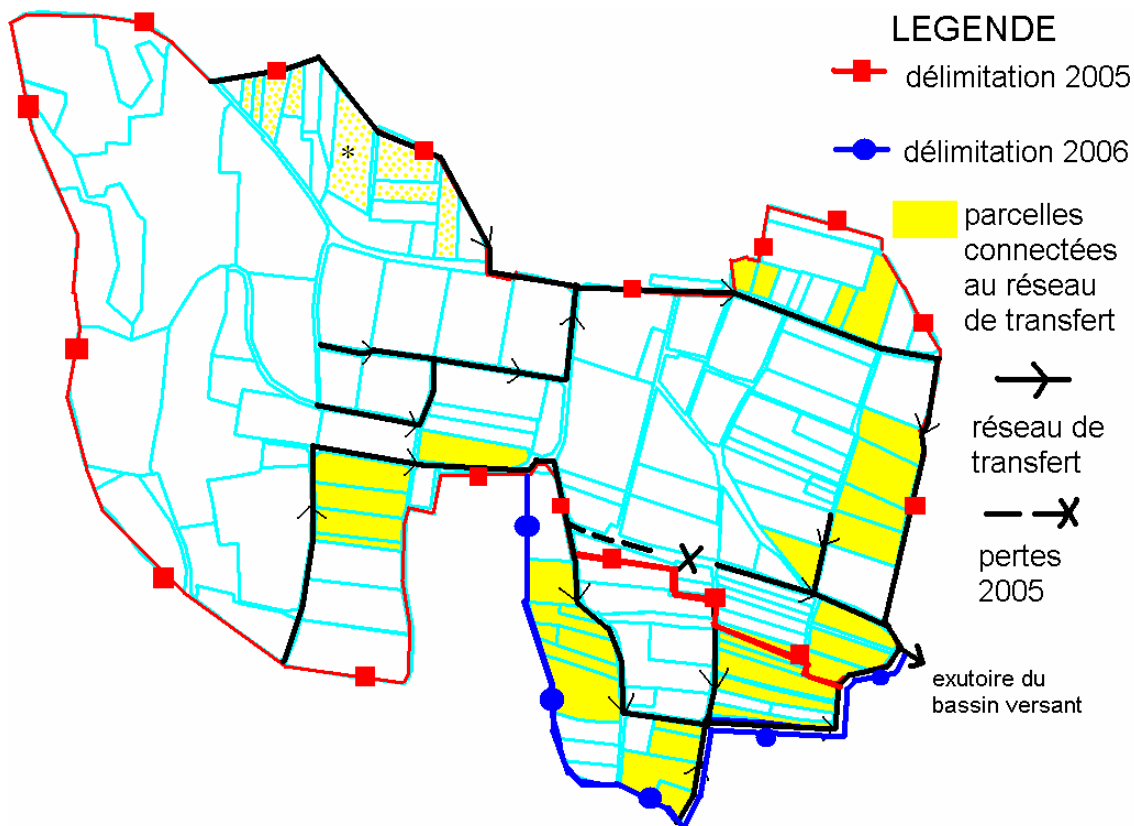 LEGENDE
délimitation 2005
délimitation 2006
parcelles
connectées
au réseau
de transfert
réseau de
transfert
pertes
2005
exutoire du
bassin versant
*